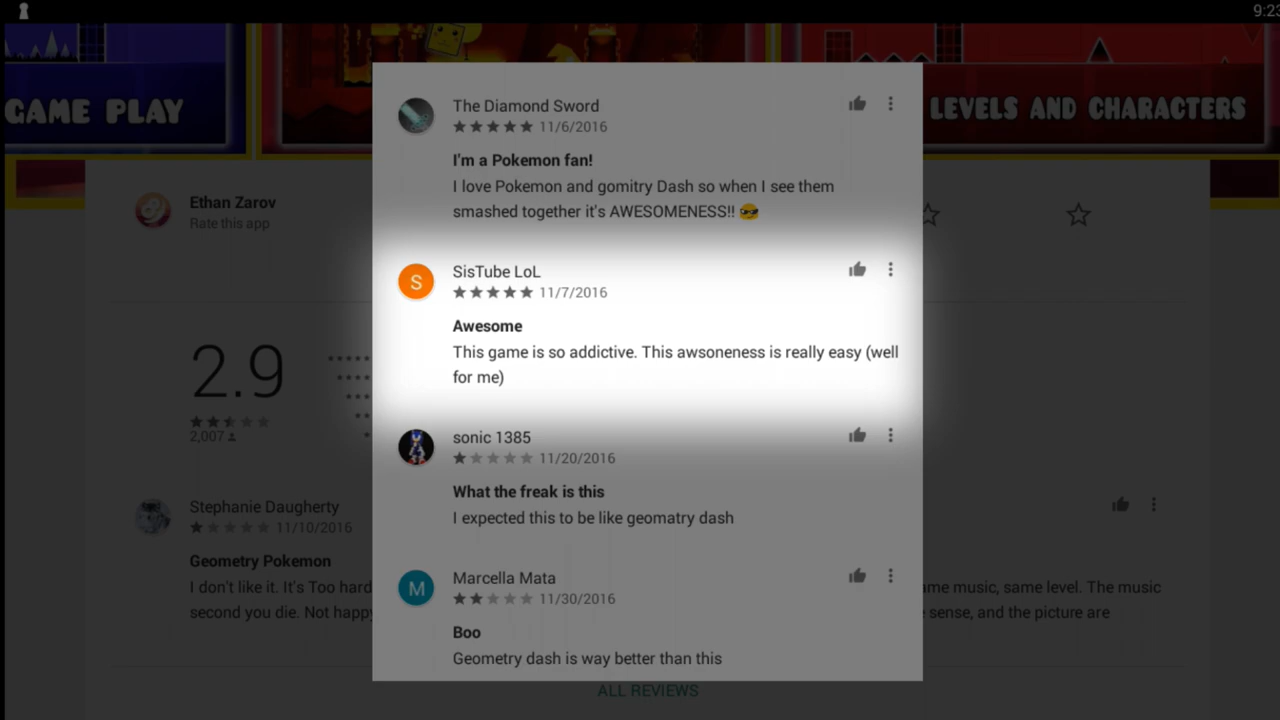 9:23
GAME PLAY
LEVELS AND CHARACTERS
Ethan Zarov
Rate this app
2.9
2,007
Stephanie Daugherty
11/10/2016
Geometry Pokemon
I don't like it. It's Too hard
second you die. Not happy
same music, same level. The music
sense, and the picture are
The Diamond Sword
11/6/2016
I'm a Pokemon fan!
I love Pokemon and gomitry Dash so when I see them
smashed together it's AWESOMENESS!! 😎
S
SisTube LoL
11/7/2016
Awesome
This game is so addictive. This awsoneness is really easy (well
for me)
sonic 1385
11/20/2016
What the freak is this
I expected this to be like geomatry dash
M
Marcella Mata
11/30/2016
Boo
Geometry dash is way better than this
ALL REVIEWS